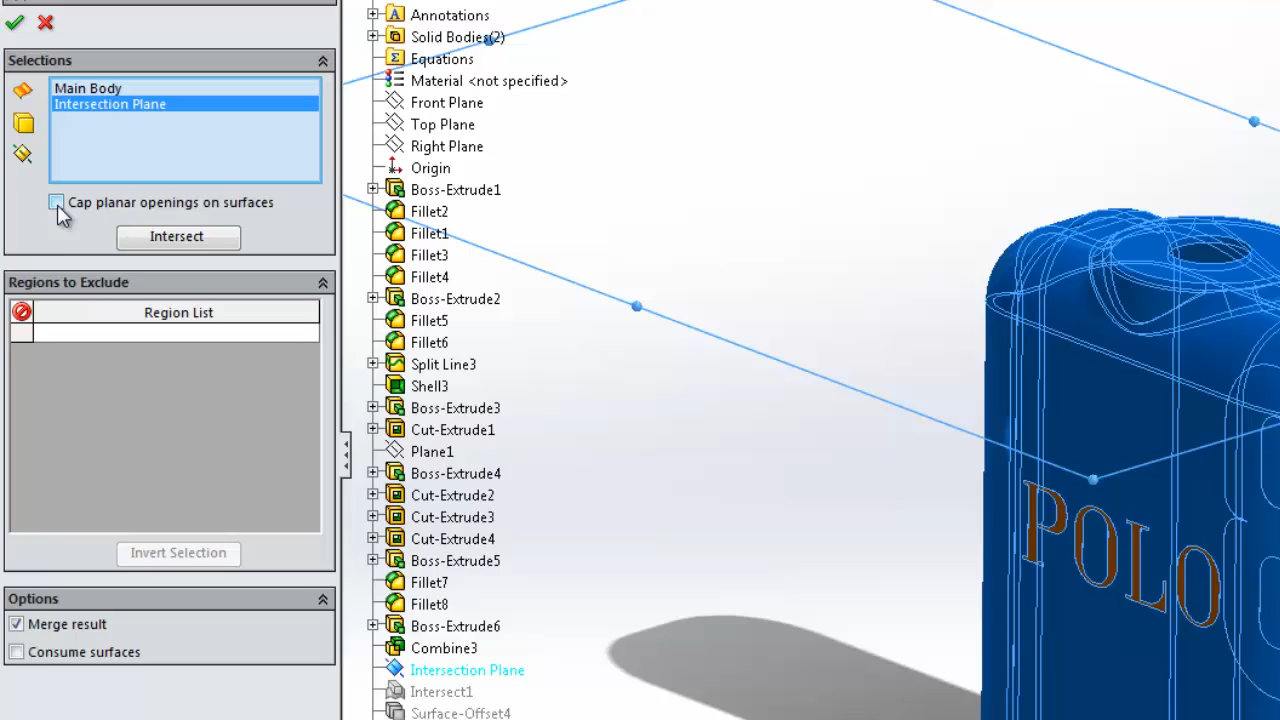 Selections
Main Body
Intersection Plane
Cap planar openings on surfaces
Intersect
Regions to Exclude
Region List
Invert Selection
Options
Merge result
Consume surfaces
Annotations
Solid Bodies(2)
Equations
Material <not specified>
Front Plane
Top Plane
Right Plane
Origin
Boss-Extrude1
Fillet2
Fillet1
Fillet3
Fillet4
Boss-Extrude2
Fillet5
Fillet6
Split Line3
Shell3
Boss-Extrude3
Cut-Extrude1
Plane1
Boss-Extrude4
Cut-Extrude2
Cut-Extrude3
Cut-Extrude4
Boss-Extrude5
Fillet7
Fillet8
Boss-Extrude6
Combine3
Intersection Plane
Intersect1
Surface-Offset4
POLO